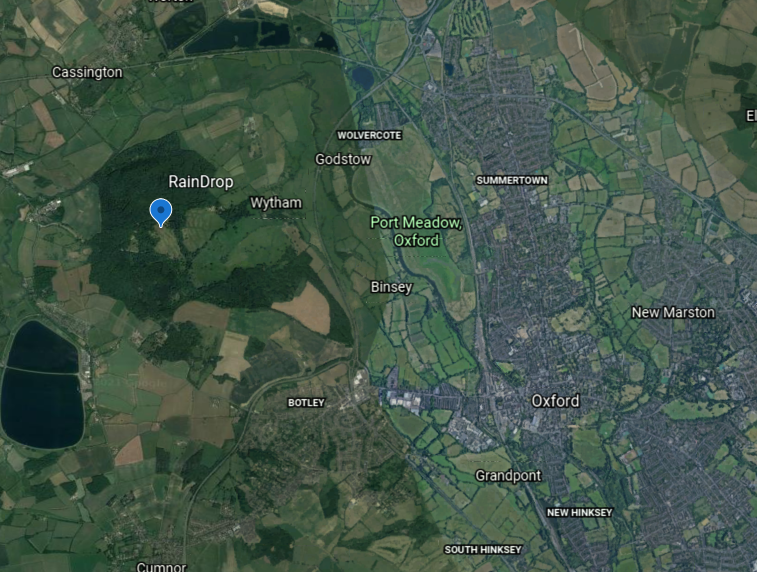 Cassington
WOLVERCOTE
Godstow
RainDrop
SUMMERTOWN
Wytham
Port Meadow,
Oxford
Binsey
New Marston
BOTLEY
Oxford
Grandpont
NEW HINKSEY
SOUTH HINKSEY
Cumnor